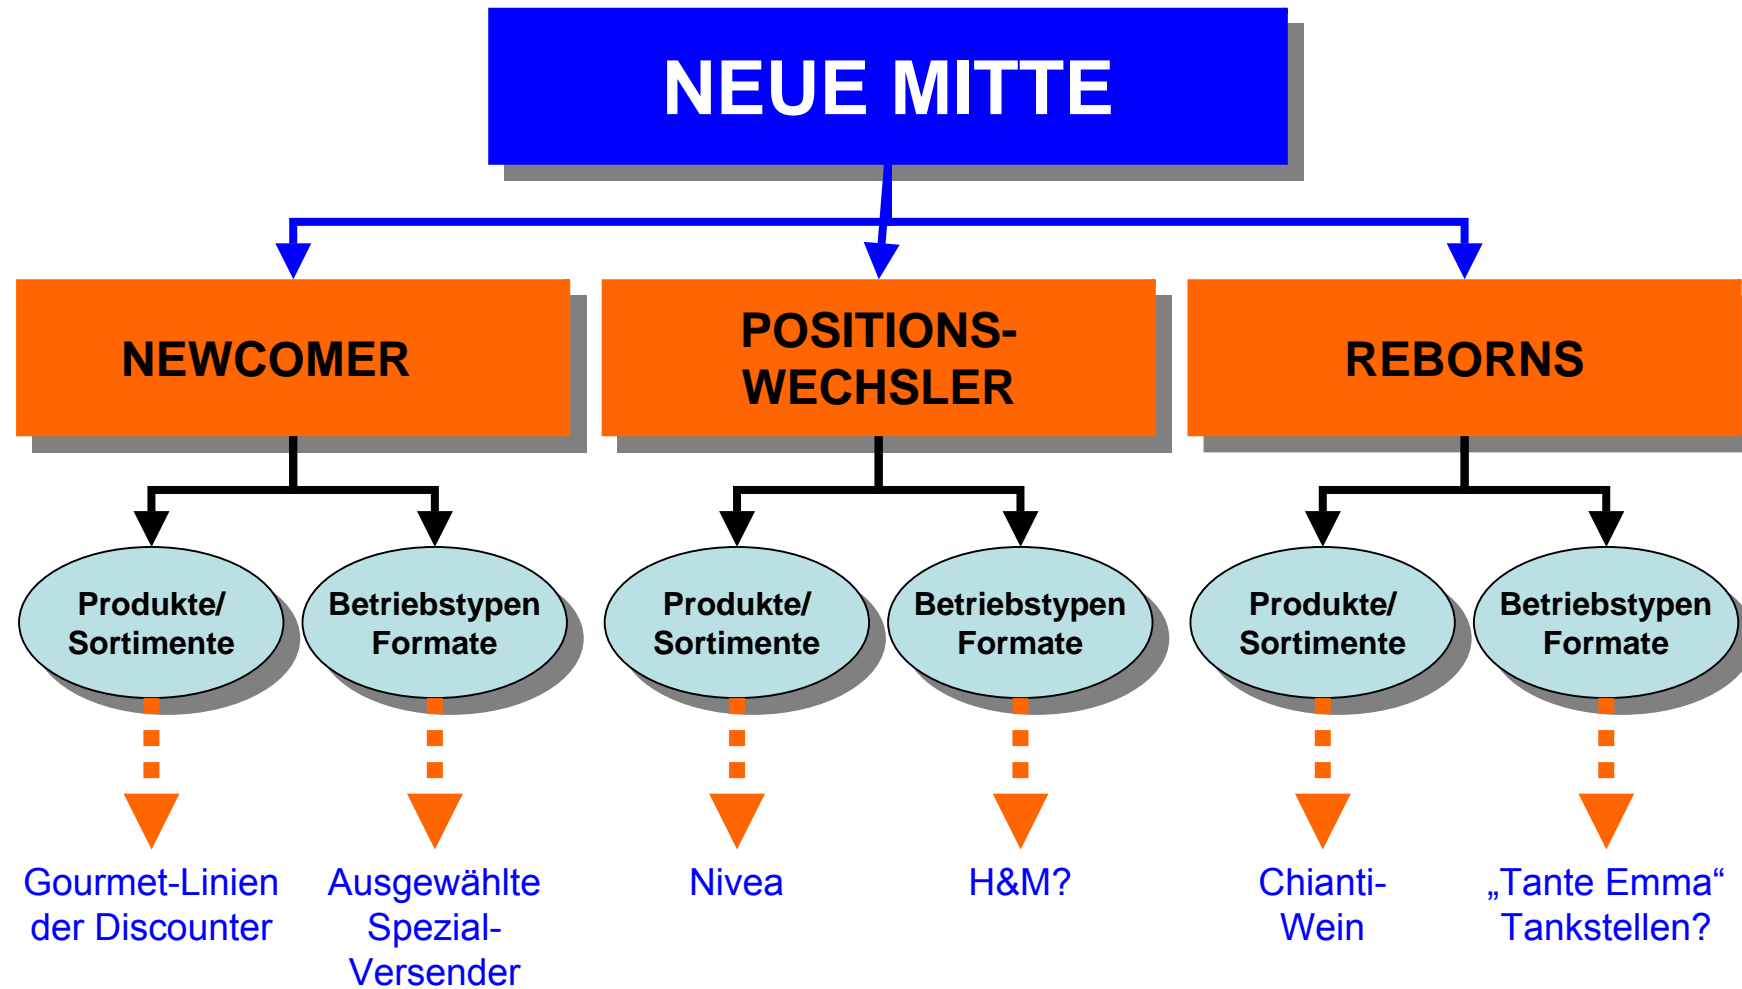 NEUE MITTE
NEWCOMER
POSITIONS-
WECHSLER
REBORNS
Produkte/
Sortimente
Betriebstypen
Formate
Produkte/
Sortimente
Betriebstypen
Formate
Produkte/
Sortimente
Betriebstypen
Formate
Gourmet-Linien
der Discounter
Ausgewählte
Spezial-
Versender
Nivea
H&M?
Chianti-
Wein
„Tante Emma“
Tankstellen?